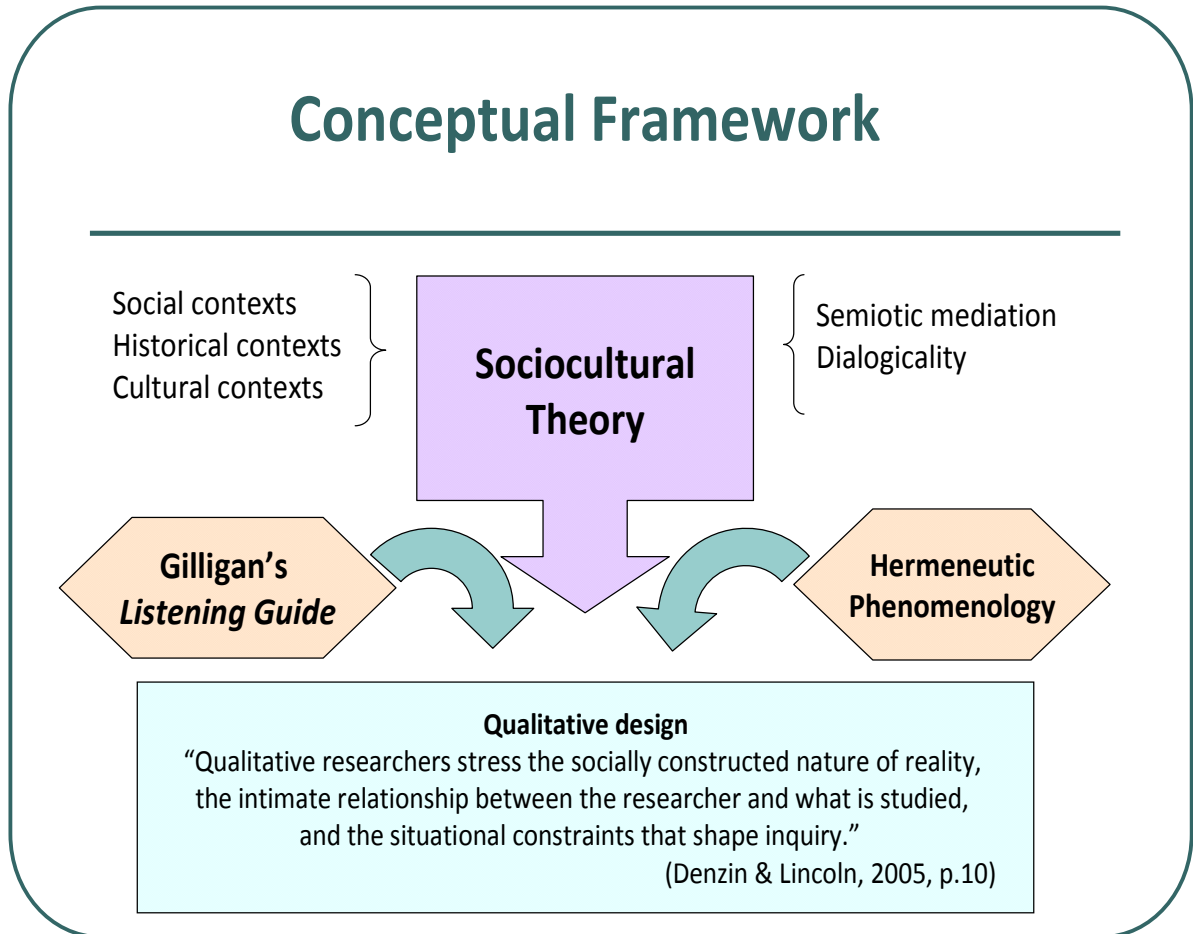 Conceptual Framework
Social contexts
Historical contexts
Cultural contexts
Sociocultural
Theory
Semiotic mediation
Dialogicality
Gilligan’s
Listening Guide
Hermeneutic
Phenomenology
Qualitative design
“Qualitative researchers stress the socially constructed nature of reality,
the intimate relationship between the researcher and what is studied,
and the situational constraints that shape inquiry.”
(Denzin & Lincoln, 2005, p.10)